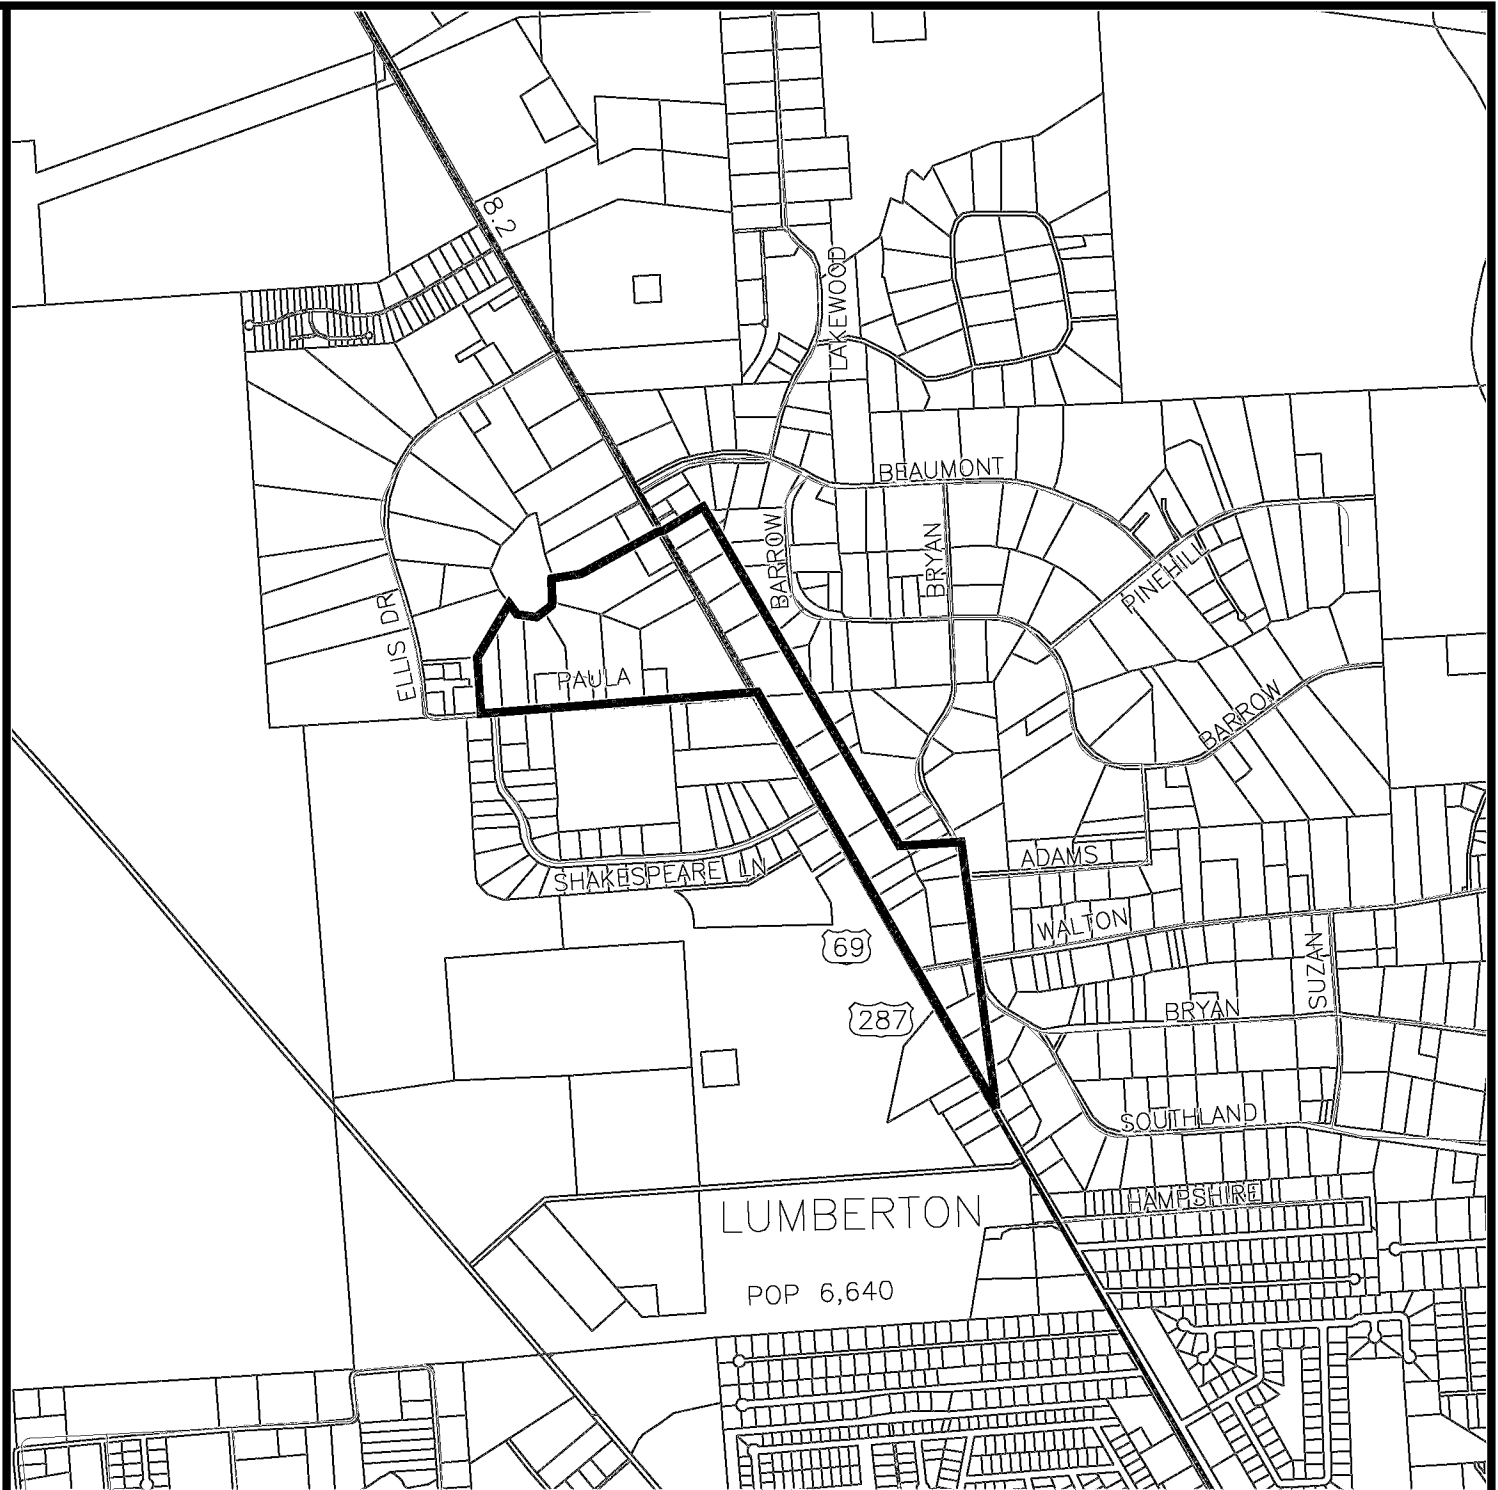 8.2
LAKEWOOD
BEAUMONT
BARROW
BRYAN
PINEHILL
ELLIS DR
PAULA
BARROW
SHAKESPEARE LN
ADAMS
WALTON
69
SUZAN
287
BRYAN
SOUTHLAND
HAMPSHIRE
LUMBERTON
POP 6,640